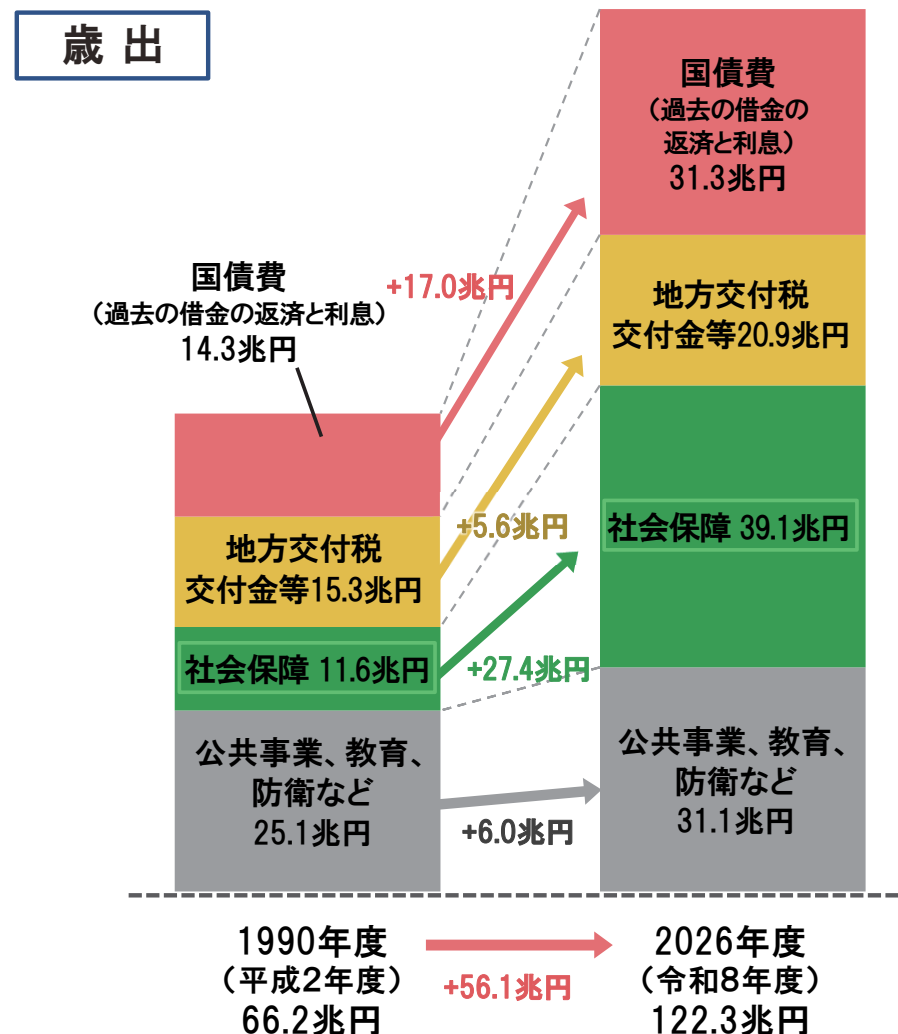 歳出
国債費
（過去の借金の
返済と利息）
31.3兆円
国債費
（過去の借金の返済と利息）
14.3兆円
+17.0兆円
地方交付税
交付金等20.9兆円
+5.6兆円
地方交付税
交付金等15.3兆円
社会保障 39.1兆円
社会保障 11.6兆円
+27.4兆円
公共事業、教育、
防衛など
25.1兆円
+6.0兆円
公共事業、教育、
防衛など
31.1兆円
1990年度
（平成2年度）
66.2兆円
+56.1兆円
2026年度
（令和8年度）
122.3兆円